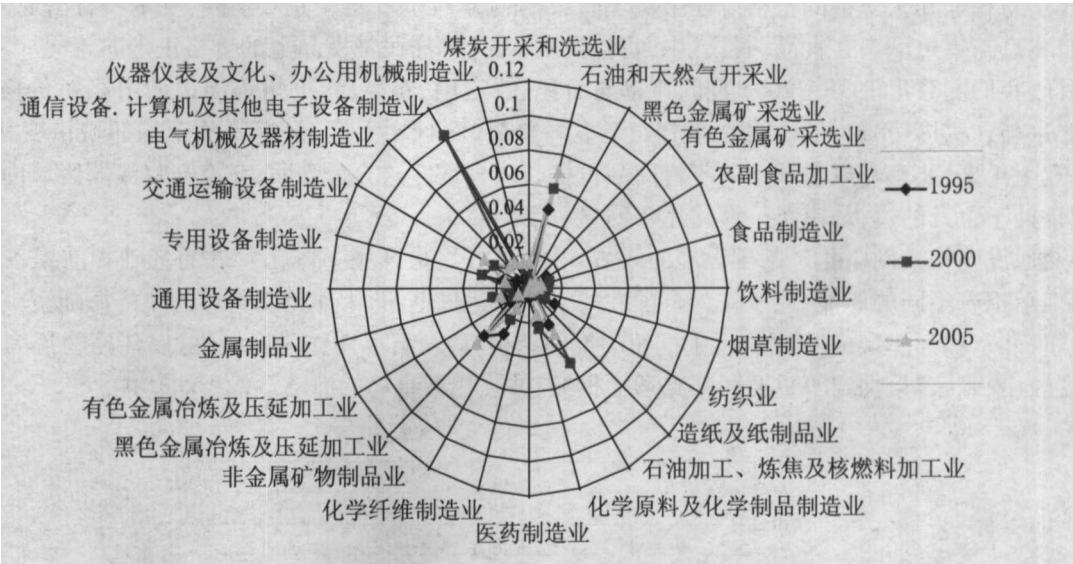 煤炭开采和洗选业
仪器仪表及文化、办公用机械制造业
0.12
石油和天然气开采业
通信设备. 计算机及其他电子设备制造业
0.1
黑色金属矿采选业
电气机械及器材制造业
0.08
有色金属矿采选业
交通运输设备制造业
0.06
农副食品加工业
1995
0.04
专用设备制造业
0.02
食品制造业
2000
通用设备制造业
饮料制造业
金属制品业
烟草制造业
2005
有色金属冶炼及压延加工业
纺织业
黑色金属冶炼及压延加工业
造纸及纸制品业
非金属矿物制品业
石油加工、炼焦及核燃料加工业
化学纤维制造业
化学原料及化学制品制造业
医药制造业